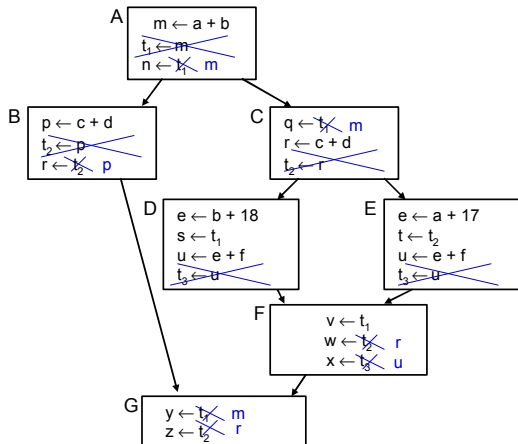 A
m ← a + b
t₁ ← m
n ← t₁ m
B
p ← c + d
t₂ ← p
r ← t₂ p
C
q ← t₁ m
r ← c + d
t₂ ← r
D
e ← b + 18
s ← t₁
u ← e + f
t₃ ← u
E
e ← a + 17
t ← t₂
u ← e + f
t₃ ← u
F
v ← t₁
w ← t₂ r
x ← t₃ u
G
y ← t₁ m
z ← t₂ r